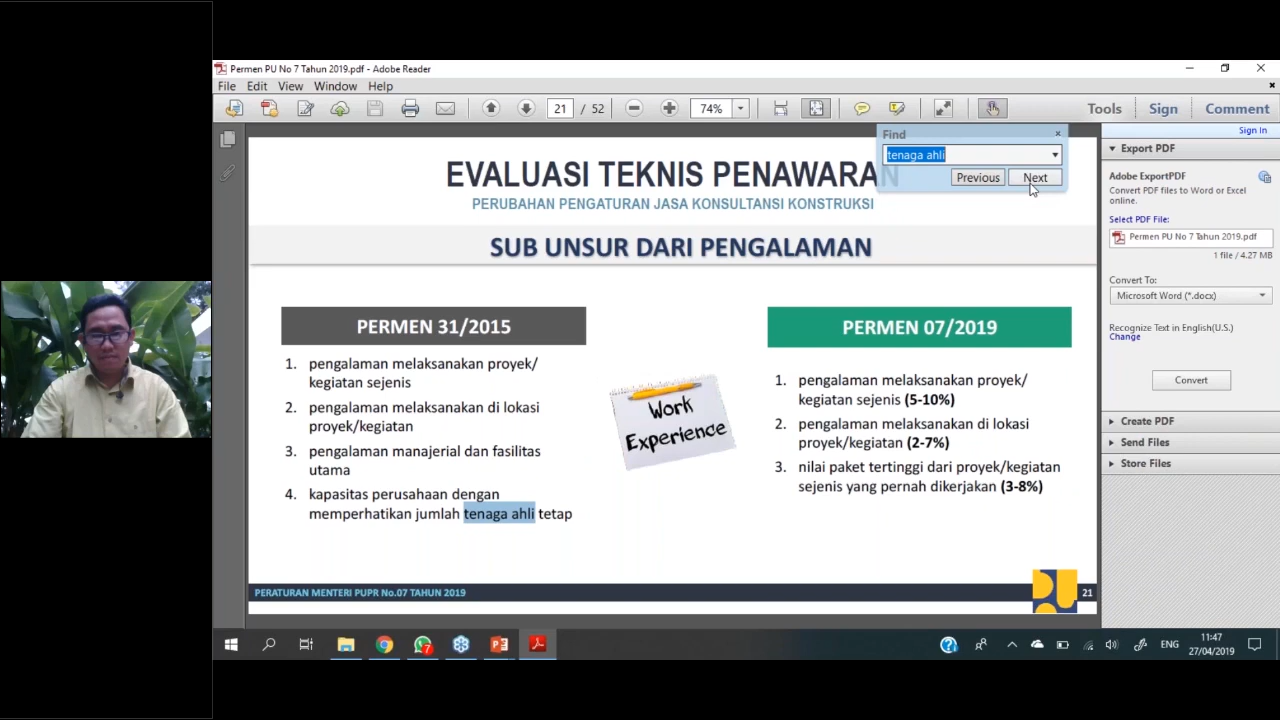 Permen PU No 7 Tahun 2019.pdf - Adobe Reader
File Edit View Window Help
21 / 52
74%
Tools Sign Comment
Find
tenaga ahli
Previous Next
EVALUASI TEKNIS PENAWARAN
PERUBAHAN PENGATURAN JASA KONSULTANSI KONSTRUKSI
SUB UNSUR DARI PENGALAMAN
PERMEN 31/2015
1. pengalaman melaksanakan proyek/
kegiatan sejenis
2. pengalaman melaksanakan di lokasi
proyek/kegiatan
3. pengalaman manajerial dan fasilitas
utama
4. kapasitas perusahaan dengan
memperhatikan jumlah tenaga ahli tetap
Work
Experience
PERMEN 07/2019
1. pengalaman melaksanakan proyek/
kegiatan sejenis (5-10%)
2. pengalaman melaksanakan di lokasi
proyek/kegiatan (2-7%)
3. nilai paket tertinggi dari proyek/kegiatan
sejenis yang pernah dikerjakan (3-8%)
PERATURAN MENTERI PUPR No.07 TAHUN 2019
21
Sign In
Export PDF
Adobe ExportPDF
Convert PDF files to Word or Excel
online.
Select PDF File:
Permen PU No 7 Tahun 2019.pdf
1 file / 4.27 MB
Convert To:
Microsoft Word (*.docx)
Recognize Text in English(U.S.)
Change
Convert
Create PDF
Send Files
Store Files
7
ENG
11:47
27/04/2019